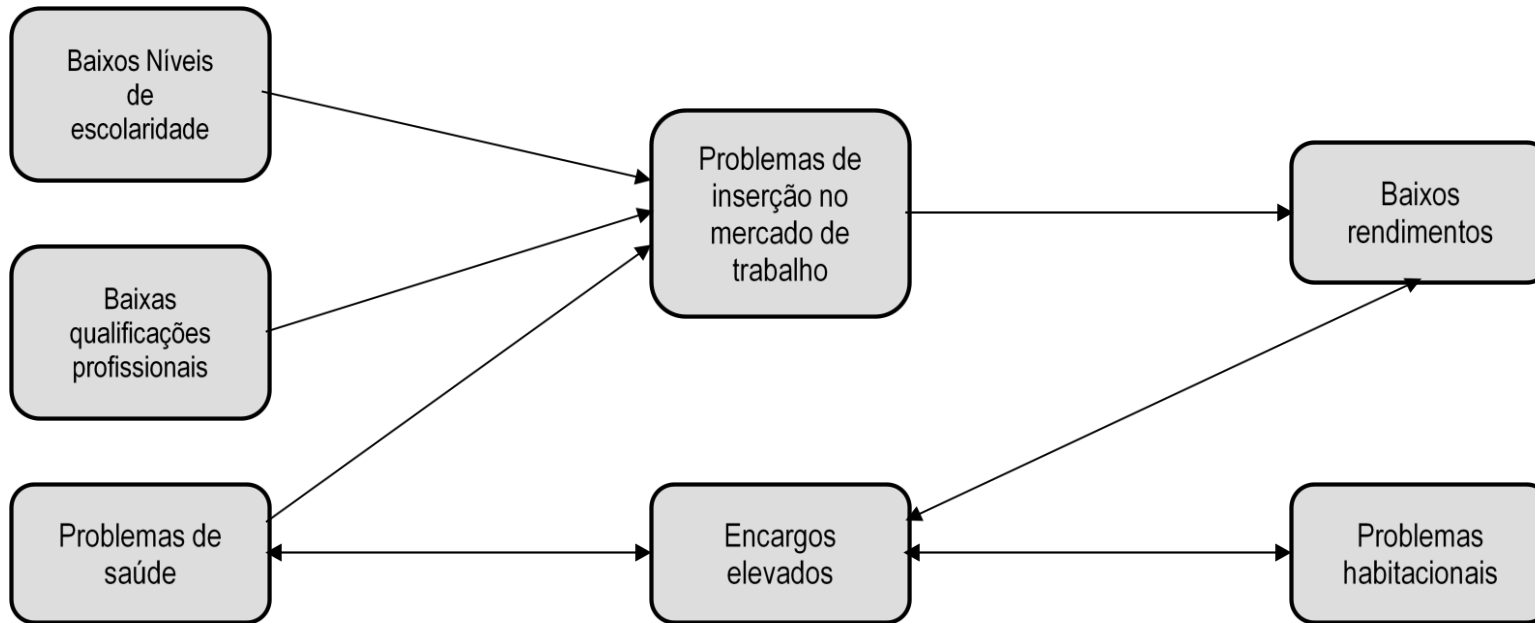 Baixos Níveis
de
escolaridade
Problemas de
inserção no
mercado de
trabalho
Baixos
rendimentos
Baixas
qualificações
profissionais
Problemas de
saúde
Encargos
elevados
Problemas
habitacionais